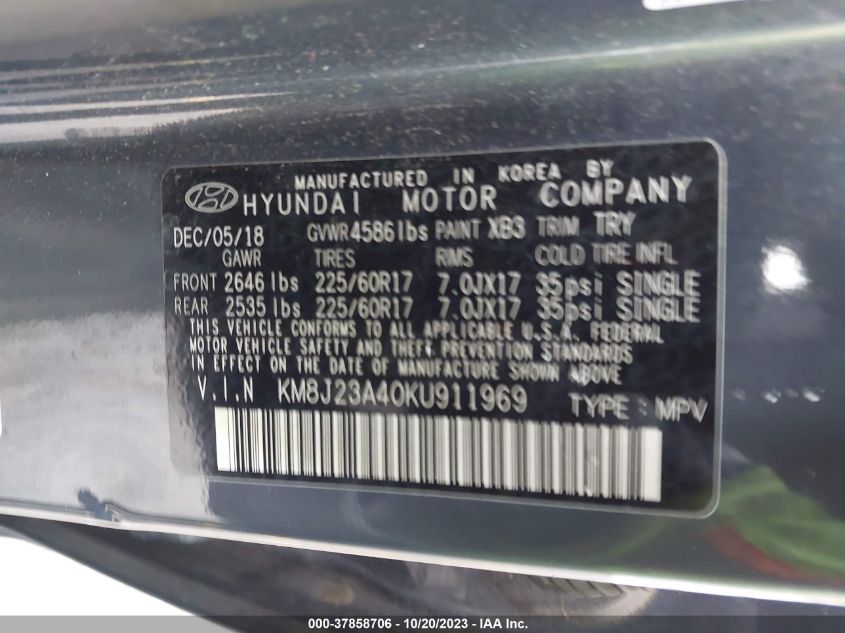 MANUFACTURED IN KOREA BY
HYUNDAI MOTOR COMPANY
DEC/05/18 GVWR 4586 lbs PAINT XB3 TRIM TRY
GAWR TIRES RMS COLD TIRE INFL
FRONT 2646 lbs 225/60R17 7.0JX17 35psi SINGLE
REAR 2535 lbs 225/60R17 7.0JX17 35psi SINGLE
THIS VEHICLE CONFORMS TO ALL APPLICABLE U.S.A. FEDERAL
MOTOR VEHICLE SAFETY AND THEFT PREVENTION STANDARDS
IN EFFECT ON THE DATE OF MANUFACTURE SHOWN ABOVE
V.I.N KM8J23A40KU911969 TYPE : MPV
000-37858706 - 10/20/2023 - IAA Inc.